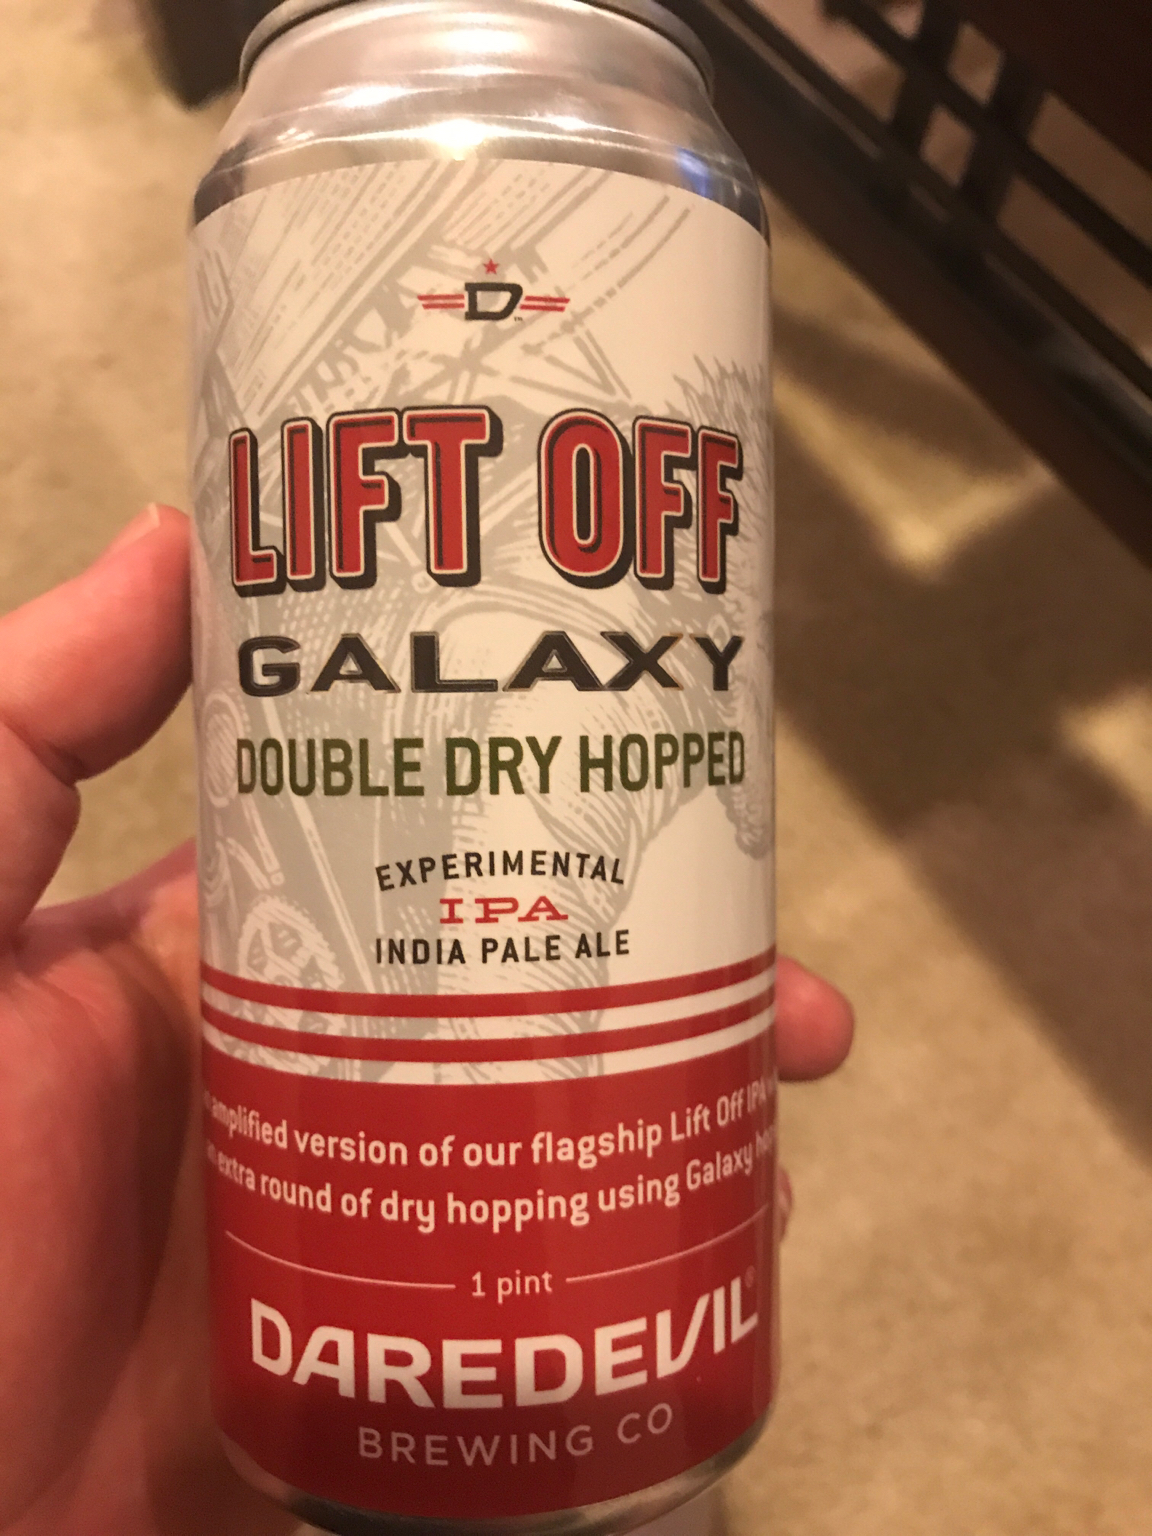 D
LIFT OFF
GALAXY
DOUBLE DRY HOPPED
EXPERIMENTAL
IPA
INDIA PALE ALE
amplified version of our flagship Lift Off IPA
extra round of dry hopping using Galaxy
1 pint
DAREDEVIL®
BREWING CO